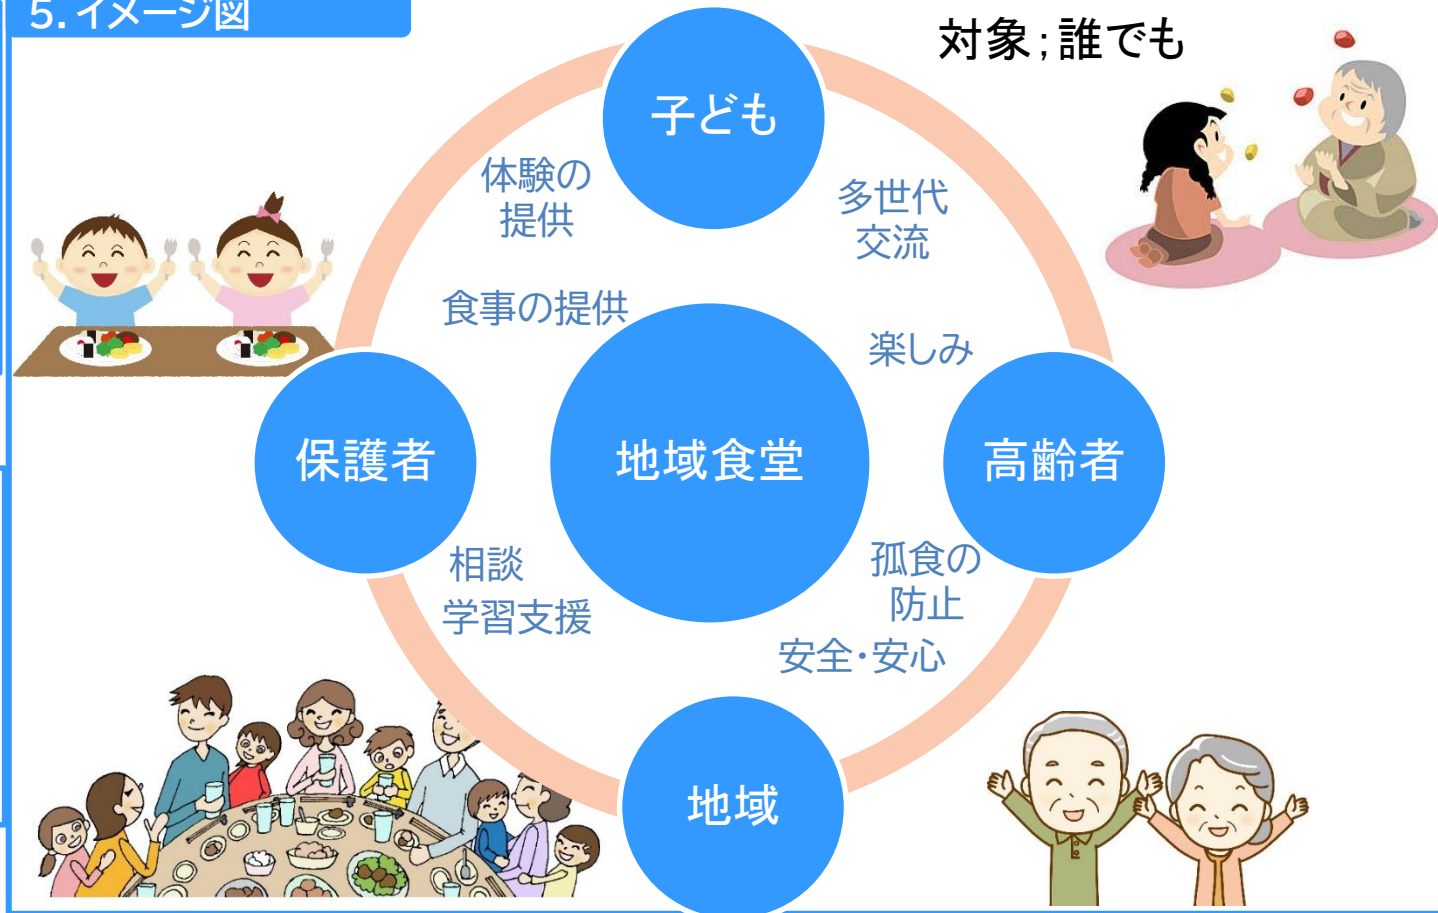 5.イメージ図
対象;誰でも
子ども
体験の
提供
多世代
交流
食事の提供
楽しみ
保護者
地域食堂
高齢者
相談
学習支援
孤食の
防止
安全・安心
地域